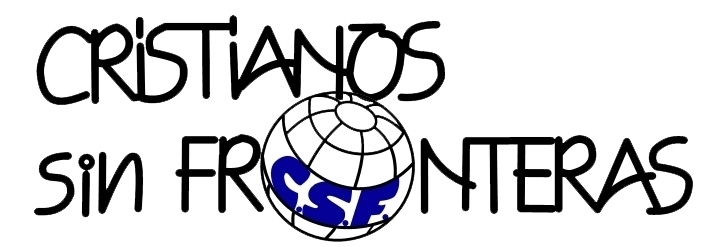 CRiSTiANOS
sin FRONTERAS
C.S.F.